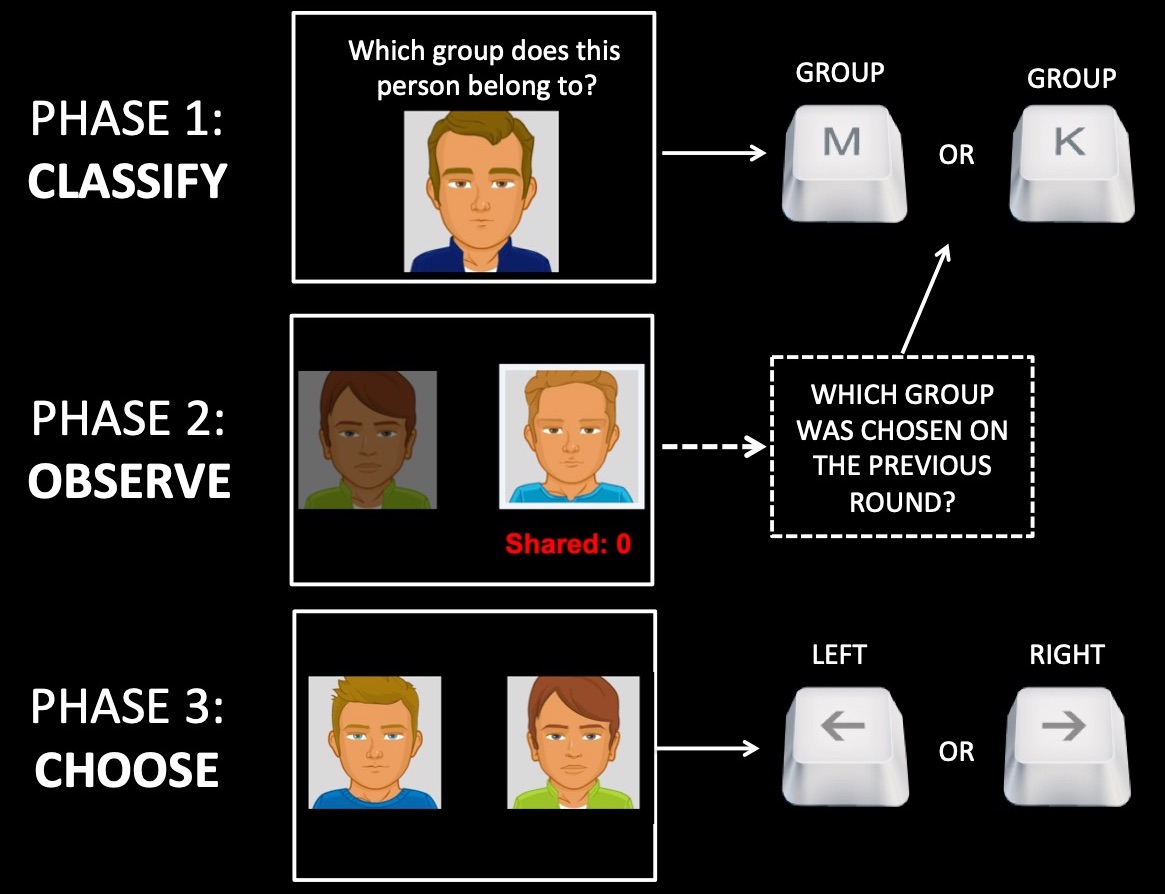 PHASE 1:
CLASSIFY
Which group does this
person belong to?
GROUP
M
OR
GROUP
K
PHASE 2:
OBSERVE
Shared: 0
WHICH GROUP
WAS CHOSEN ON
THE PREVIOUS
ROUND?
PHASE 3:
CHOOSE
LEFT
OR
RIGHT